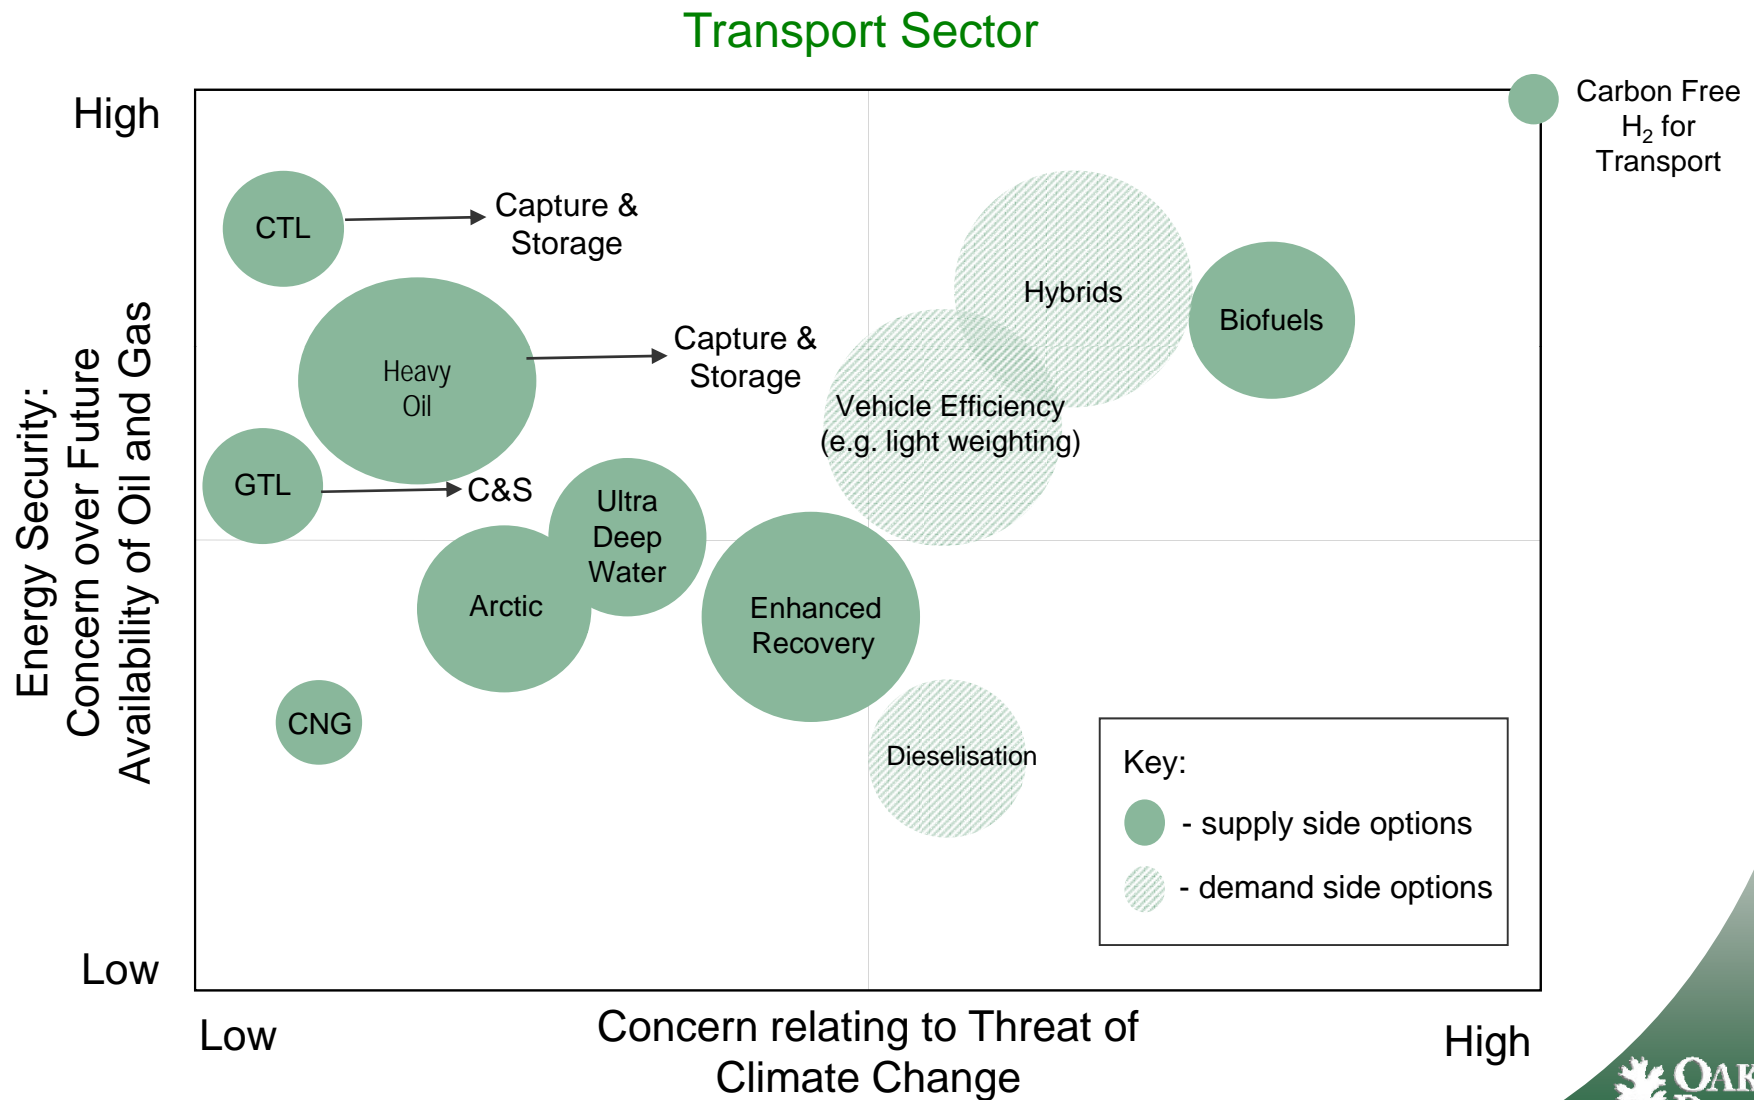 Transport Sector
High
Carbon Free
H₂ for
Transport
CTL
Capture &
Storage
Hybrids
Biofuels
Heavy
Oil
Capture &
Storage
Vehicle Efficiency
(e.g. light weighting)
GTL
C&S
Ultra
Deep
Water
Arctic
Enhanced
Recovery
CNG
Dieselisation
Key:
- supply side options
- demand side options
Energy Security:
Concern over Future
Availability of Oil and Gas
Low
Low
Concern relating to Threat of
Climate Change
High
OAK